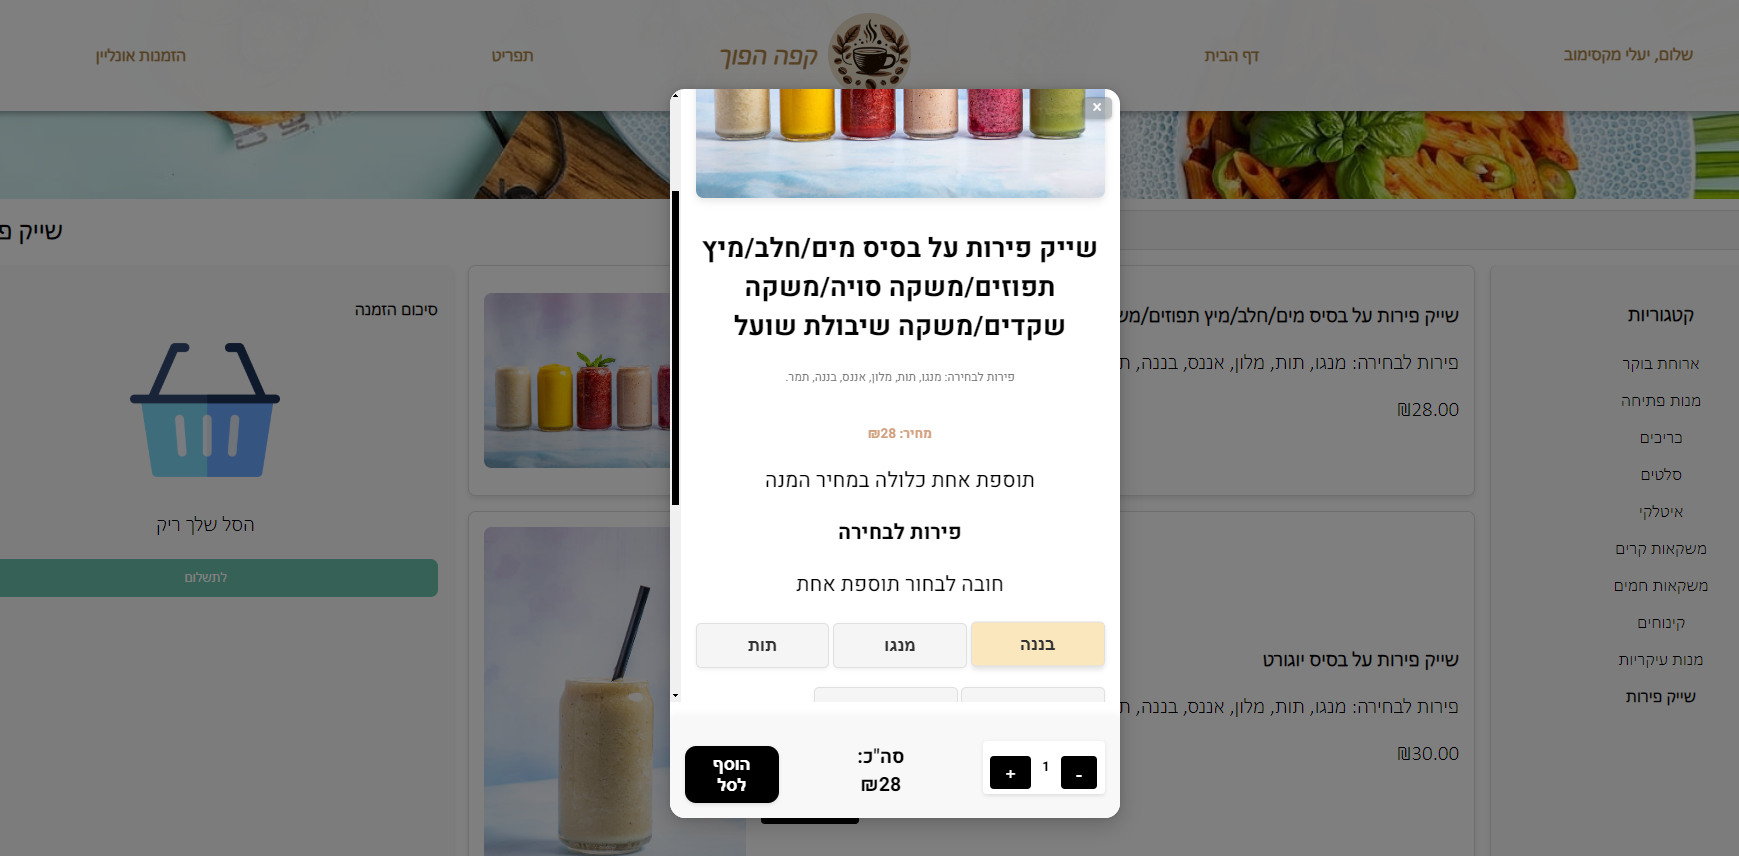 שלום, יעלי מקסימוב
דף הבית
קפה הפוך
תפריט
הזמנות אונליין
שייק פ
קטגוריות
ארוחת בוקר
מנות פתיחה
כריכים
סלטים
איטלקי
משקאות קרים
משקאות חמים
קינוחים
מנות עיקריות
שייק פירות
שייק פירות על בסיס מים/חלב/מיץ תפוזים/מש
פירות לבחירה: מנגו, תות, מלון, אננס, בננה, ת
₪28.00
שייק פירות על בסיס יוגורט
פירות לבחירה: מנגו, תות, מלון, אננס, בננה, ת
₪30.00
×
שייק פירות על בסיס מים/חלב/מיץ
תפוזים/משקה סויה/משקה
שקדים/משקה שיבולת שועל
פירות לבחירה: מנגו, תות, מלון, אננס, בננה, תמר.
מחיר: 28₪
תוספת אחת כלולה במחיר המנה
פירות לבחירה
חובה לבחור תוספת אחת
בננה
מנגו
תות
- 1 +
סה"כ:
₪28
הוסף
לסל
סיכום הזמנה
הסל שלך ריק
לתשלום